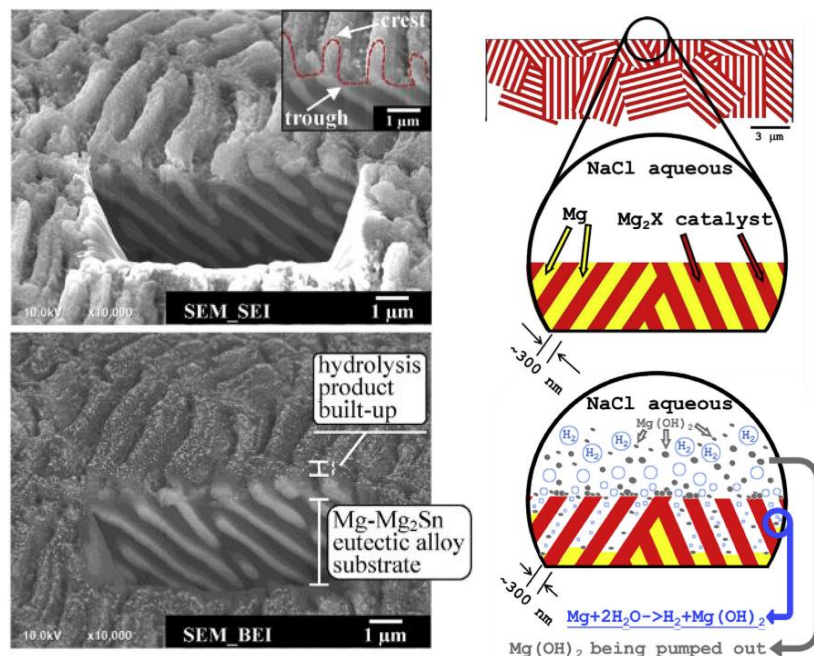 crest
trough
1 μm
10.0kV x10,000 SEM_SEI 1 μm
hydrolysis
product
built-up
Mg-Mg₂Sn
eutectic alloy
substrate
10.0kV x10,000 SEM_BEI 1 μm
3 μm
NaCl aqueous
Mg Mg₂X catalyst
~300 nm
NaCl aqueous
Mg(OH)₂
H₂
H₂
H₂
H₂
H₂
~300 nm
Mg+2H₂O->H₂+Mg(OH)₂
Mg(OH)₂ being pumped out